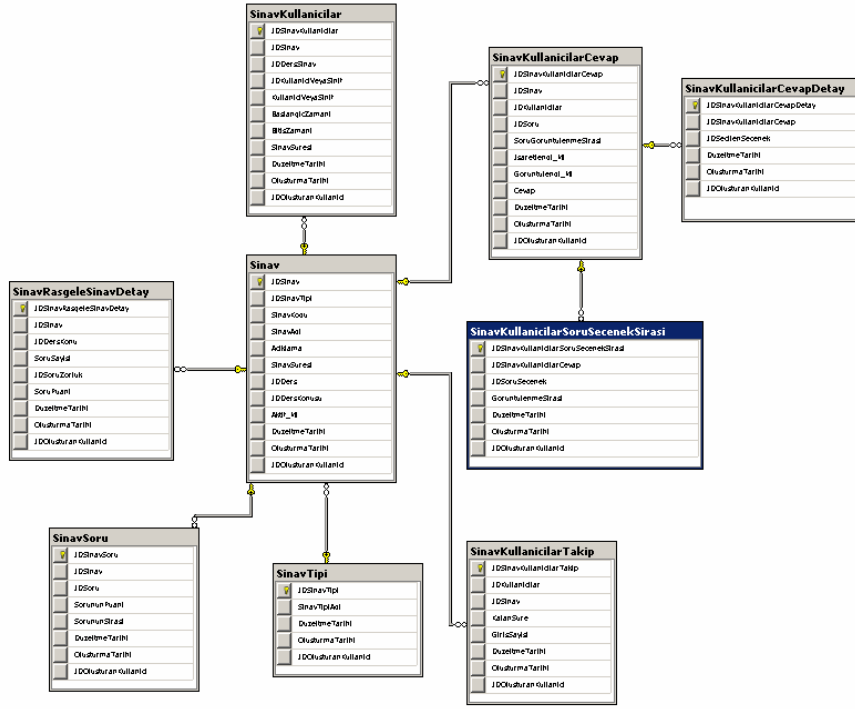 SinavKullanicilar
IDSinavKullanicilar
IDSinav
IDDersSinav
IDKullaniciVeyaSinif
KullaniciVeyaSinif
BaslangicZamani
BitisZamani
SinavSuresi
DuzeltmeTarihi
OlusturmaTarihi
IDOlusturanKullanici
SinavKullanicilarCevap
IDSinavKullanicilarCevap
IDSinav
IDKullanicilar
IDSoru
SoruGoruntulenmeSirasi
Isaretlendi_Mi
Goruntulendi_Mi
Cevap
DuzeltmeTarihi
OlusturmaTarihi
IDOlusturanKullanici
SinavKullanicilarCevapDetay
IDSinavKullanicilarCevapDetay
IDSinavKullanicilarCevap
IDSedilenSecenek
DuzeltmeTarihi
OlusturmaTarihi
IDOlusturanKullanici
SinavRasgeleSinavDetay
IDSinavRasgeleSinavDetay
IDSinav
IDDersKonu
SoruSayisi
IDSoruZorluk
SoruPuani
DuzeltmeTarihi
OlusturmaTarihi
IDOlusturanKullanici
Sinav
IDSinav
IDSinavTipi
SinavKodu
SinavAdi
Aciklama
SinavSuresi
IDDers
IDDersKonusu
Aktif_Mi
DuzeltmeTarihi
OlusturmaTarihi
IDOlusturanKullanici
SinavKullanicilarSoruSecenekSirasi
IDSinavKullanicilarSoruSecenekSirasi
IDSinavKullanicilarCevap
IDSoruSecenek
GoruntulenmeSirasi
DuzeltmeTarihi
OlusturmaTarihi
IDOlusturanKullanici
SinavSoru
IDSinavSoru
IDSinav
IDSoru
SorununPuani
SorununSirasi
DuzeltmeTarihi
OlusturmaTarihi
IDOlusturanKullanici
SinavTipi
IDSinavTipi
SinavTipiAdi
DuzeltmeTarihi
OlusturmaTarihi
IDOlusturanKullanici
SinavKullanicilarTakip
IDSinavKullanicilarTakip
IDKullanicilar
IDSinav
KalanSure
GirisSayisi
DuzeltmeTarihi
OlusturmaTarihi
IDOlusturanKullanici